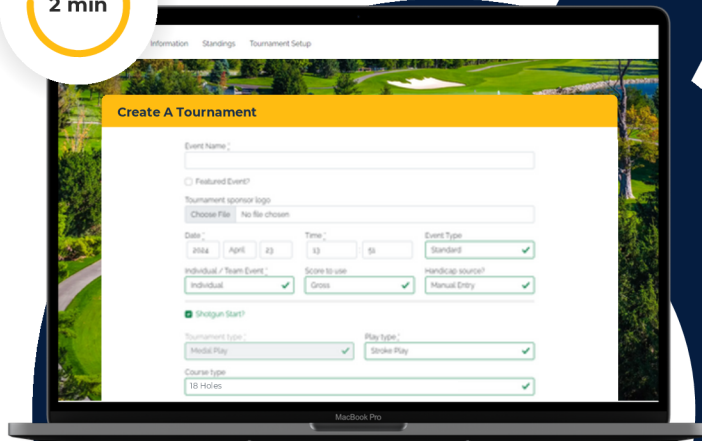 2 min
Information Standings Tournament Setup
Create A Tournament
Event Name *
Featured Event?
Tournament sponsor logo
Choose File No file chosen
Date * Time * Event Type
2024 April 23 13 51 Standard
Individual / Team Event * Score to use Handicap source?
Individual Gross Manual Entry
Shotgun Start?
Tournament type * Play type *
Medal Play Stroke Play
Course type
18 Holes
MacBook Pro